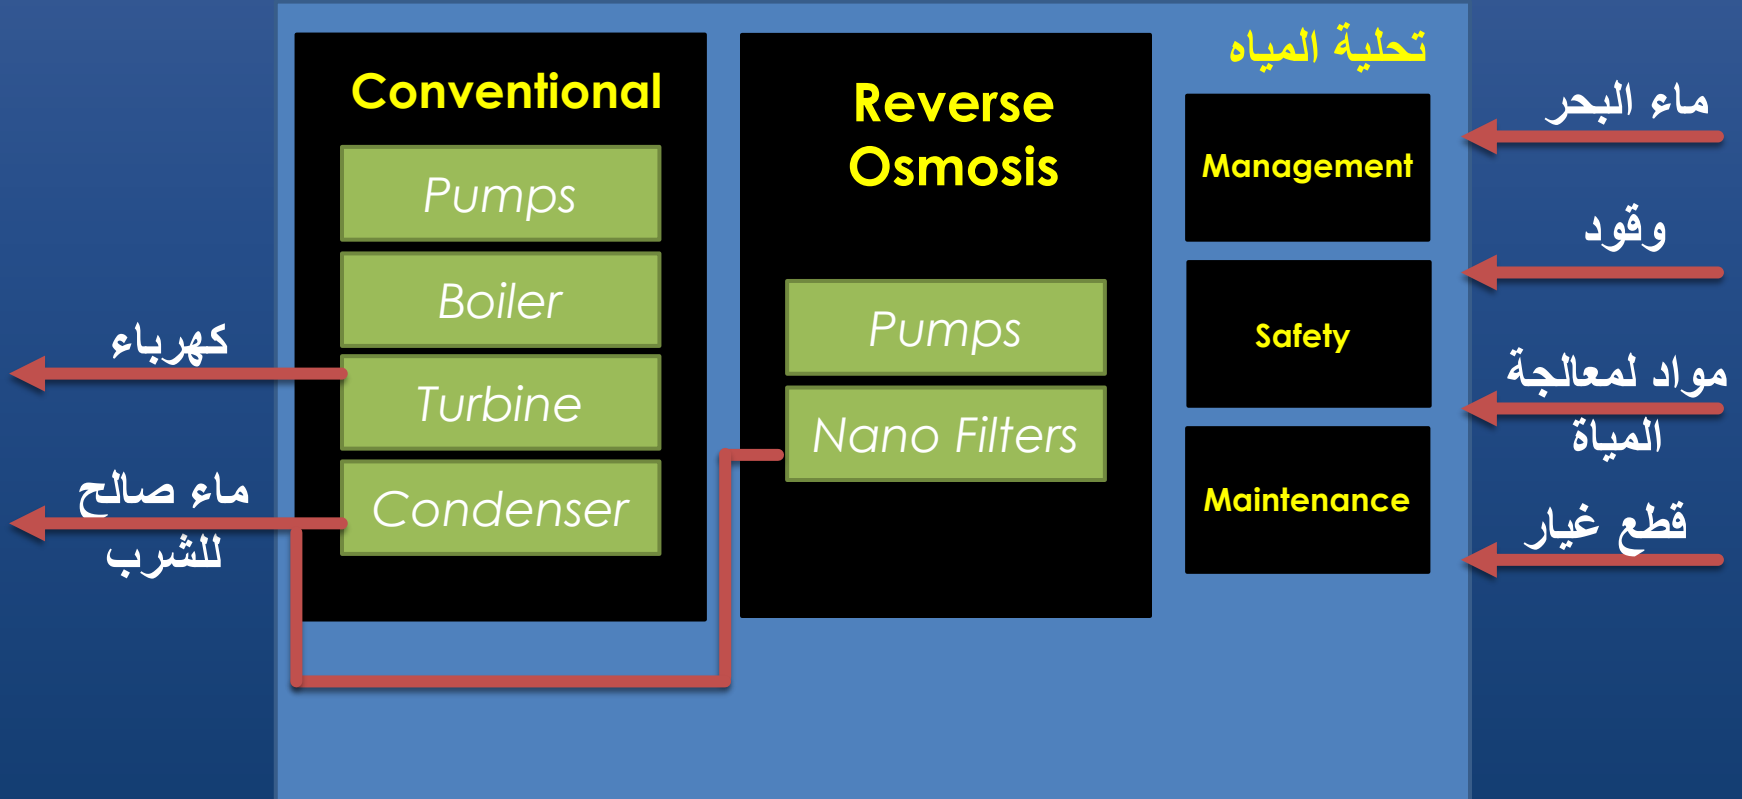 تحلية المياه
Conventional
Pumps
Boiler
Turbine
Condenser
Reverse
Osmosis
Pumps
Nano Filters
Management
Safety
Maintenance
ماء البحر
وقود
مواد لمعالجة
المياة
قطع غيار
كهرباء
ماء صالح
للشرب